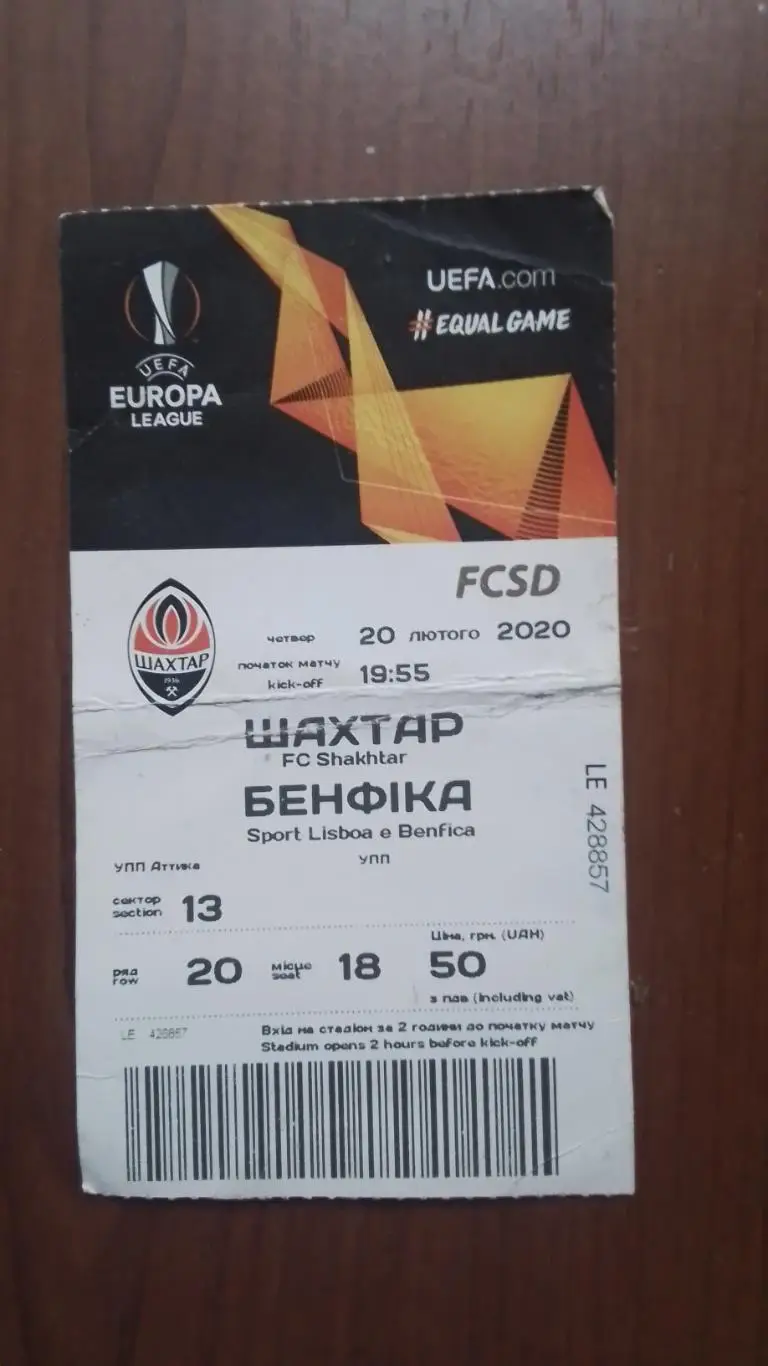 UEFA.com
#EQUALGAME
UEFA
EUROPA
LEAGUE
FCSD
ШАХТАР
1936
четвер 20 лютого 2020
початок матчу
kick-off 19:55
ШАХТАР
FC Shakhtar
БЕНФІКА
Sport Lisboa e Benfica
УПП
УПП Аттика
сектор
section 13
ряд
row 20
місце
seat 18
Ціна, грн. (UAH)
50
з пдв (including vat)
LE 428857
LE 428857
Вхід на стадіон за 2 години до початку матчу
Stadium opens 2 hours before kick-off